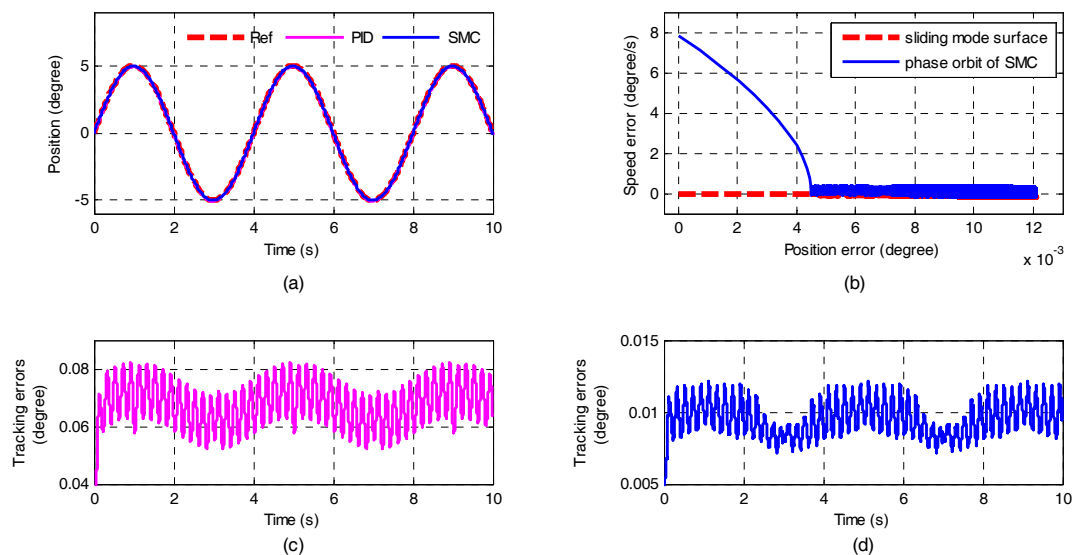 Ref PID SMC
5
0
-5
Position (degree)
0 2 4 6 8 10
Time (s)
(a)
sliding mode surface
phase orbit of SMC
8
6
4
2
0
Speed error (degree/s)
0 2 4 6 8 10 12
Position error (degree)
x 10-3
(b)
0.08
0.06
0.04
Tracking errors
(degree)
0 2 4 6 8 10
Time (s)
(c)
0.015
0.010
0.005
Tracking errors
(degree)
0 2 4 6 8 10
Time (s)
(d)